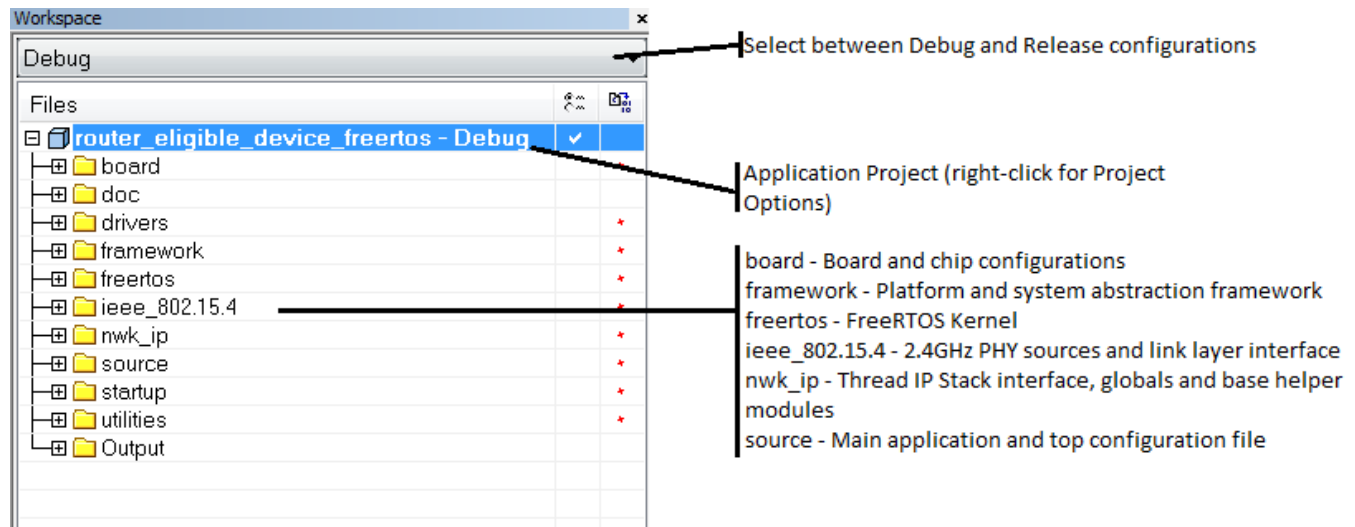 Workspace
Debug
Files
router_eligible_device_freertos - Debug
board
doc
drivers
framework
freertos
ieee_802.15.4
nwk_ip
source
startup
utilities
Output
Select between Debug and Release configurations
Application Project (right-click for Project
Options)
board - Board and chip configurations
framework - Platform and system abstraction framework
freertos - FreeRTOS Kernel
ieee_802.15.4 - 2.4GHz PHY sources and link layer interface
nwk_ip - Thread IP Stack interface, globals and base helper
modules
source - Main application and top configuration file